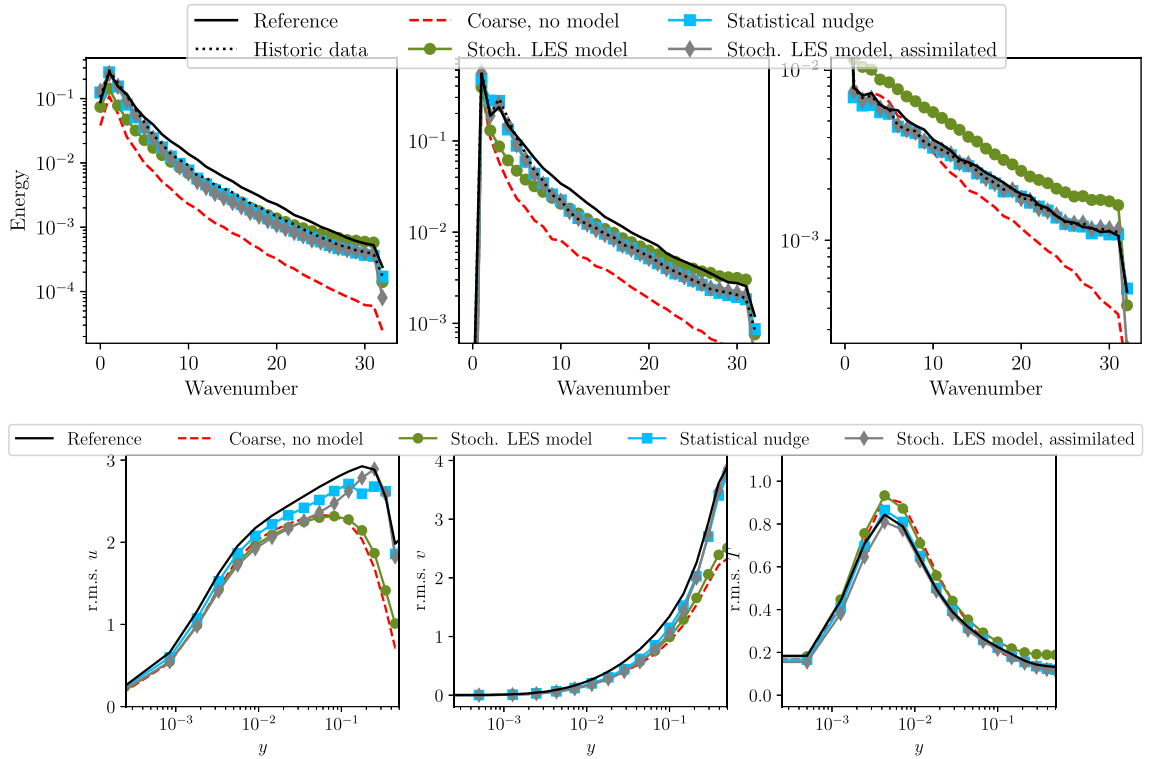 Reference Coarse, no model Statistical nudge
Historic data Stoch. LES model Stoch. LES model, assimilated
Energy
10⁻¹
10⁻²
10⁻³
10⁻⁴
0 10 20 30
Wavenumber
10⁻¹
10⁻²
10⁻³
0 10 20 30
Wavenumber
10⁻²
10⁻³
0 10 20 30
Wavenumber
Reference Coarse, no model Stoch. LES model Statistical nudge Stoch. LES model, assimilated
r.m.s. u
3
2
1
0
10⁻³ 10⁻² 10⁻¹
y
r.m.s. v
4
3
2
1
0
10⁻³ 10⁻² 10⁻¹
y
r.m.s. T
1.0
0.8
0.6
0.4
0.2
0.0
10⁻³ 10⁻² 10⁻¹
y